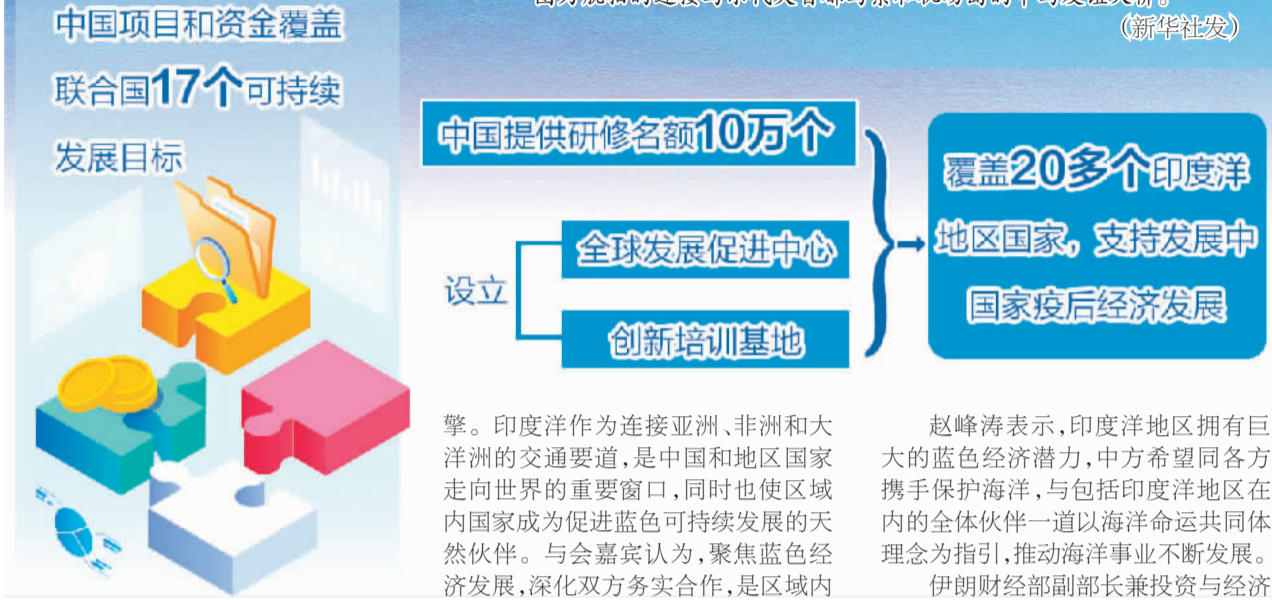 （新华社发）
中国项目和资金覆盖
联合国17个可持续
发展目标
中国提供研修名额10万个
设立
全球发展促进中心
创新培训基地
覆盖20多个印度洋
地区国家，支持发展中
国家疫后经济发展
擎。印度洋作为连接亚洲、非洲和大
洋洲的交通要道，是中国和地区国家
走向世界的重要窗口，同时也使区域
内国家成为促进蓝色可持续发展的天
然伙伴。与会嘉宾认为，聚焦蓝色经
济发展，深化双方务实合作，是区域内
赵峰涛表示，印度洋地区拥有巨
大的蓝色经济潜力，中方希望同各方
携手保护海洋，与包括印度洋地区在
内的全体伙伴一道以海洋命运共同体
理念为指引，推动海洋事业不断发展。
伊朗财经部副部长兼投资与经济